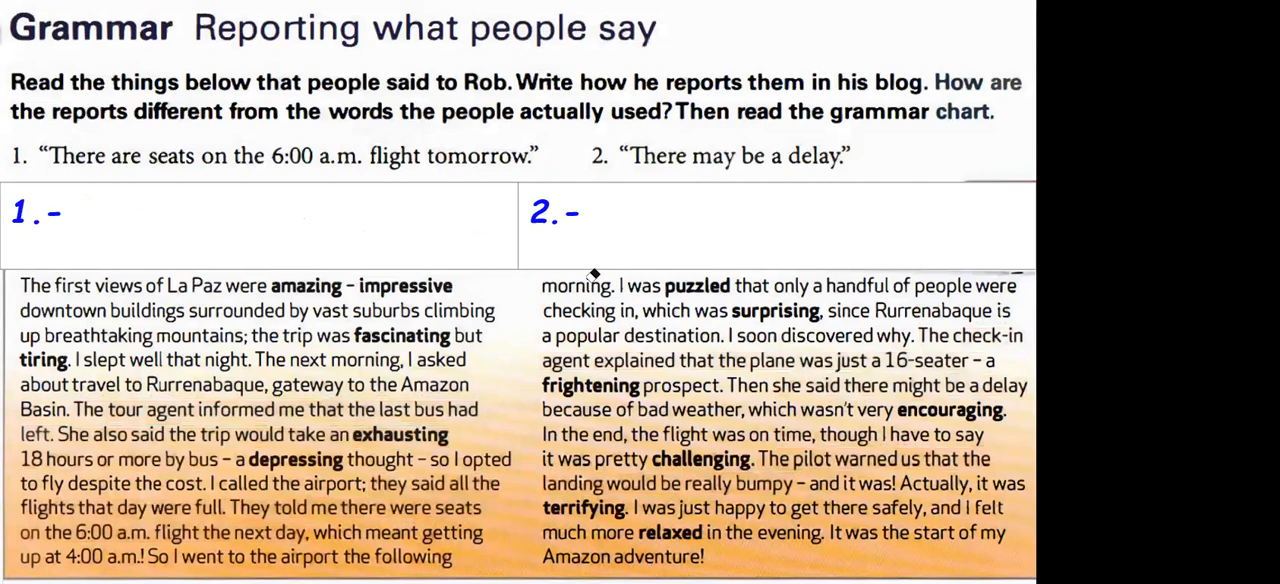 Grammar Reporting what people say
Read the things below that people said to Rob. Write how he reports them in his blog. How are
the reports different from the words the people actually used? Then read the grammar chart.
1. “There are seats on the 6:00 a.m. flight tomorrow.” 2. “There may be a delay.”
1.- 2.-
The first views of La Paz were amazing – impressive
downtown buildings surrounded by vast suburbs climbing
up breathtaking mountains; the trip was fascinating but
tiring. I slept well that night. The next morning, I asked
about travel to Rurrenabaque, gateway to the Amazon
Basin. The tour agent informed me that the last bus had
left. She also said the trip would take an exhausting
18 hours or more by bus – a depressing thought – so I opted
to fly despite the cost. I called the airport; they said all the
flights that day were full. They told me there were seats
on the 6:00 a.m. flight the next day, which meant getting
up at 4:00 a.m.! So I went to the airport the following
morning. I was puzzled that only a handful of people were
checking in, which was surprising, since Rurrenabaque is
a popular destination. I soon discovered why. The check-in
agent explained that the plane was just a 16-seater – a
frightening prospect. Then she said there might be a delay
because of bad weather, which wasn't very encouraging.
In the end, the flight was on time, though I have to say
it was pretty challenging. The pilot warned us that the
landing would be really bumpy – and it was! Actually, it was
terrifying. I was just happy to get there safely, and I felt
much more relaxed in the evening. It was the start of my
Amazon adventure!